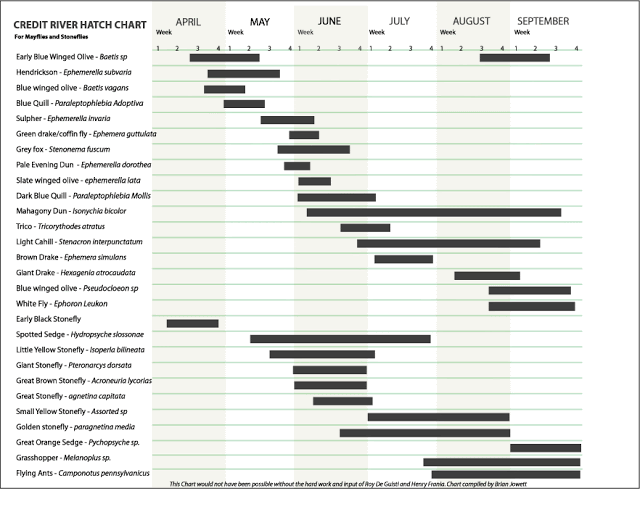 CREDIT RIVER HATCH CHART
For Mayflies and Stoneflies
APRIL MAY JUNE JULY AUGUST SEPTEMBER
Week Week Week Week Week Week
1 2 3 4 1 2 3 4 1 2 3 4 1 2 3 4 1 2 3 4 1 2 3 4
Early Blue Winged Olive - Baetis sp
Hendrickson - Ephemerella subvaria
Blue winged olive - Baetis vagans
Blue Quill - Paraleptophlebia Adoptiva
Sulpher - Ephemerella invaria
Green drake/coffin fly - Ephemera guttulata
Grey fox - Stenonema fuscum
Pale Evening Dun - Ephemerella dorothea
Slate winged olive - ephemerella lata
Dark Blue Quill - Paraleptophlebia Mollis
Mahagony Dun - Isonychia bicolor
Trico - Tricorythodes atratus
Light Cahill - Stenacron interpunctatum
Brown Drake - Ephemera simulans
Giant Drake - Hexagenia atrocaudata
Blue winged olive - Pseudocloeon sp
White Fly - Ephoron Leukon
Early Black Stonefly
Spotted Sedge - Hydropsyche slossonae
Little Yellow Stonefly - Isoperla bilineata
Giant Stonefly - Pteronarcys dorsata
Great Brown Stonefly - Acroneuria lycorias
Great Stonefly - agnetina capitata
Small Yellow Stonefly - Assorted sp
Golden stonefly - paragnetina media
Great Orange Sedge - Pychopsyche sp.
Grasshopper - Melanoplus sp.
Flying Ants - Camponotus pennsylvanicus
This Chart would not have been possible without the hard work and input of Roy De Guisti and Henry Frania. Chart compiled by Brian Jowett